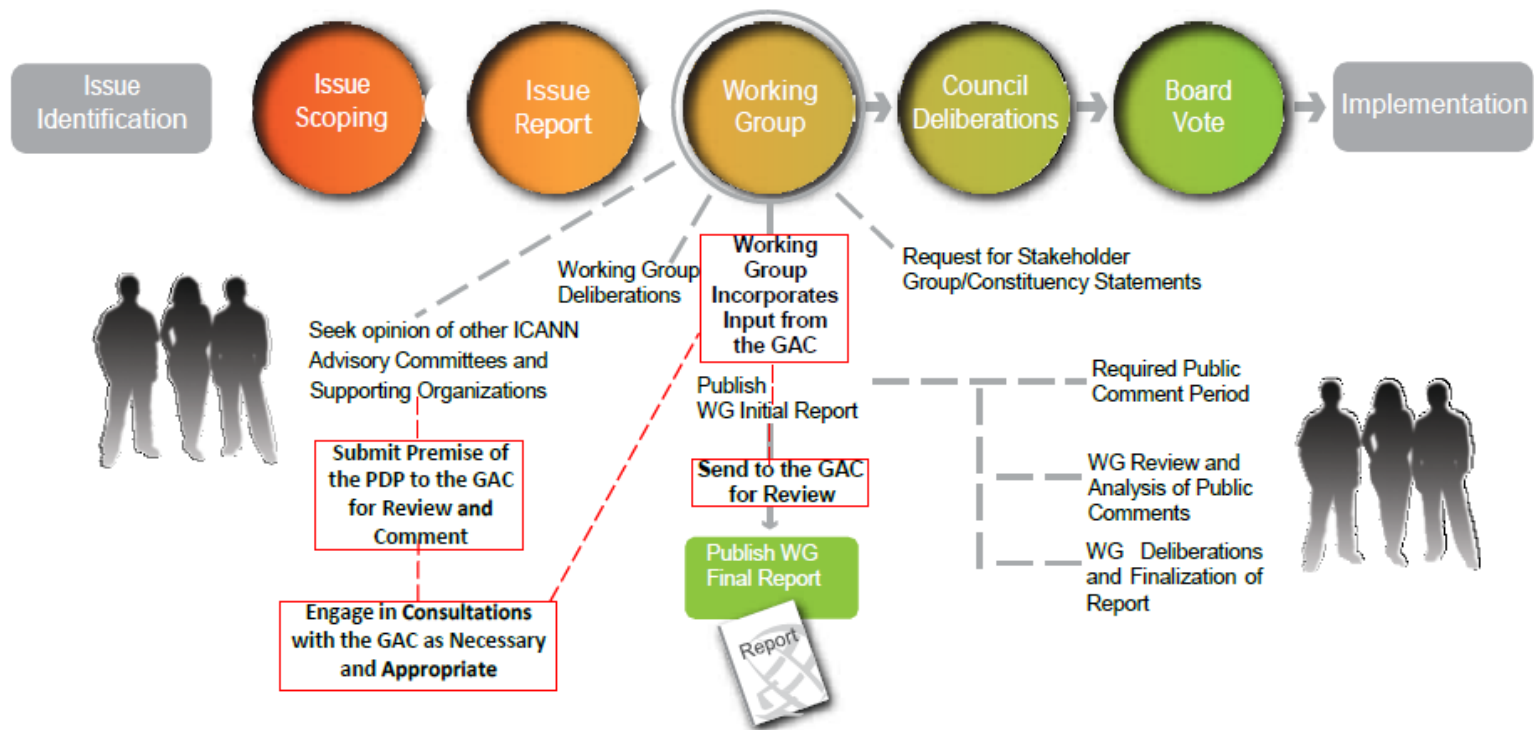 Issue
Identification
Issue
Scoping
Issue
Report
Working
Group
Council
Deliberations
Board
Vote
Implementation
Working Group
Deliberations
Working
Group
Incorporates
Input from
the GAC
Request for Stakeholder
Group/Constituency Statements
Seek opinion of other ICANN
Advisory Committees and
Supporting Organizations
Submit Premise of
the PDP to the GAC
for Review and
Comment
Engage in Consultations
with the GAC as Necessary
and Appropriate
Publish
WG Initial Report
Send to the GAC
for Review
Publish WG
Final Report
Report
Required Public
Comment Period
WG Review and
Analysis of Public
Comments
WG Deliberations
and Finalization of
Report